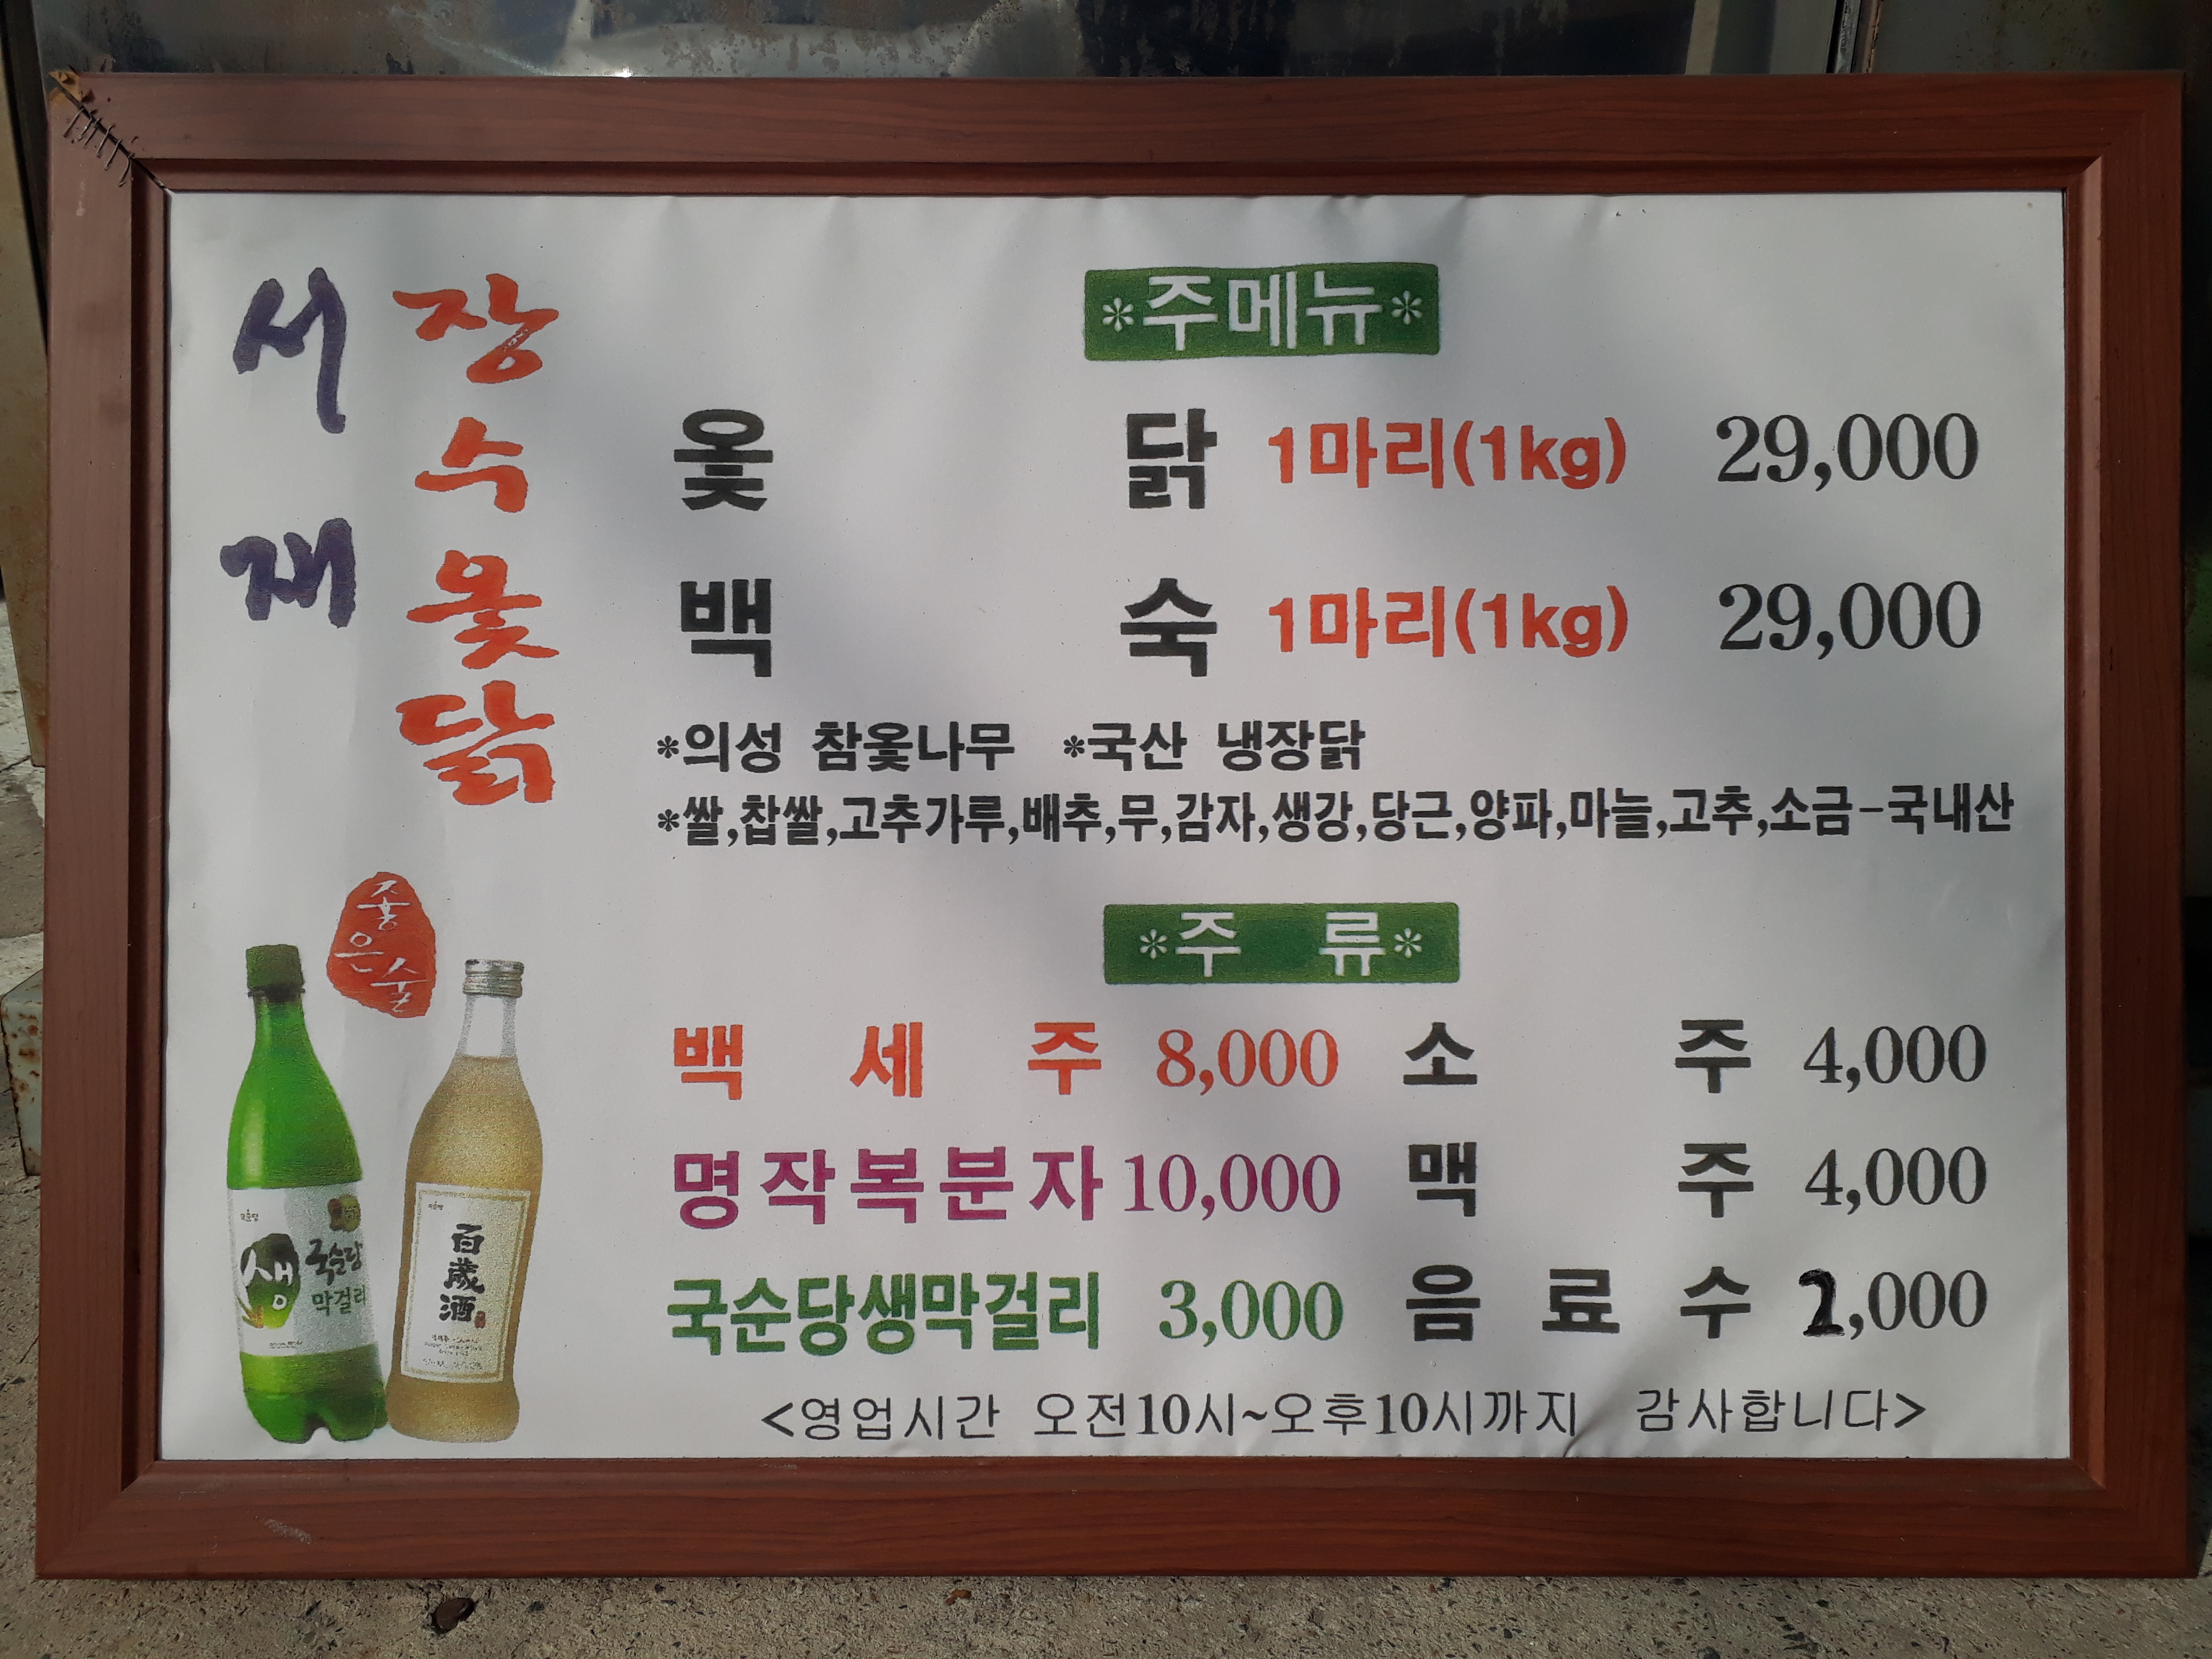 서재
장수옻닭
*주메뉴*
옻닭 1마리(1kg) 29,000
백숙 1마리(1kg) 29,000
*의성 참옻나무 *국산 냉장닭
*쌀,찹쌀,고추가루,배추,무,감자,생강,당근,양파,마늘,고추,소금-국내산
*주 류*
백세주 8,000 소주 4,000
명작복분자 10,000 맥주 4,000
국순당생막걸리 3,000 음료수 2,000
<영업시간 오전10시~오후10시까지 감사합니다>
좋은술
생 국순당
막걸리
百歲酒